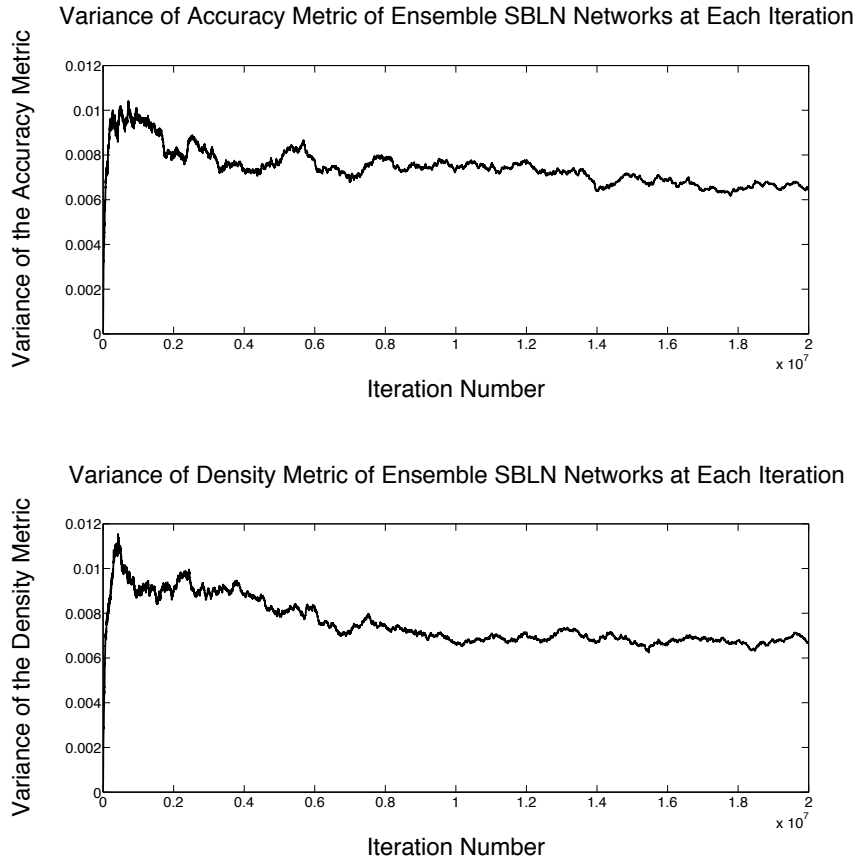 Variance of Accuracy Metric of Ensemble SBLN Networks at Each Iteration
Variance of the Accuracy Metric
0.012
0.01
0.008
0.006
0.004
0.002
0
0 0.2 0.4 0.6 0.8 1 1.2 1.4 1.6 1.8 2
x 10^7
Iteration Number
Variance of Density Metric of Ensemble SBLN Networks at Each Iteration
Variance of the Density Metric
0.012
0.01
0.008
0.006
0.004
0.002
0
0 0.2 0.4 0.6 0.8 1 1.2 1.4 1.6 1.8 2
x 10^7
Iteration Number